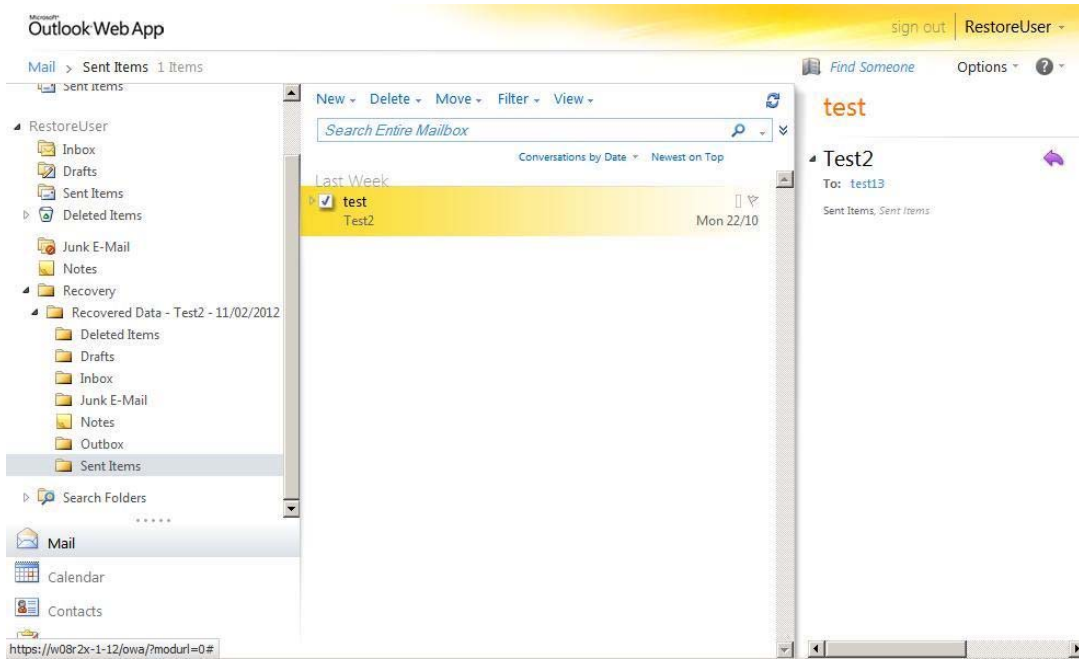 Microsoft®
Outlook Web App
sign out RestoreUser
Mail > Sent Items 1 Items
Find Someone Options
Sent Items
RestoreUser
Inbox
Drafts
Sent Items
Deleted Items
Junk E-Mail
Notes
Recovery
Recovered Data - Test2 - 11/02/2012
Deleted Items
Drafts
Inbox
Junk E-Mail
Notes
Outbox
Sent Items
Search Folders
Mail
Calendar
Contacts
https://w08r2x-1-12/owa/?modurl=0#
New Delete Move Filter View
Search Entire Mailbox
Conversations by Date Newest on Top
Last Week
test
Test2 Mon 22/10
test
Test2
To: test13
Sent Items, Sent Items